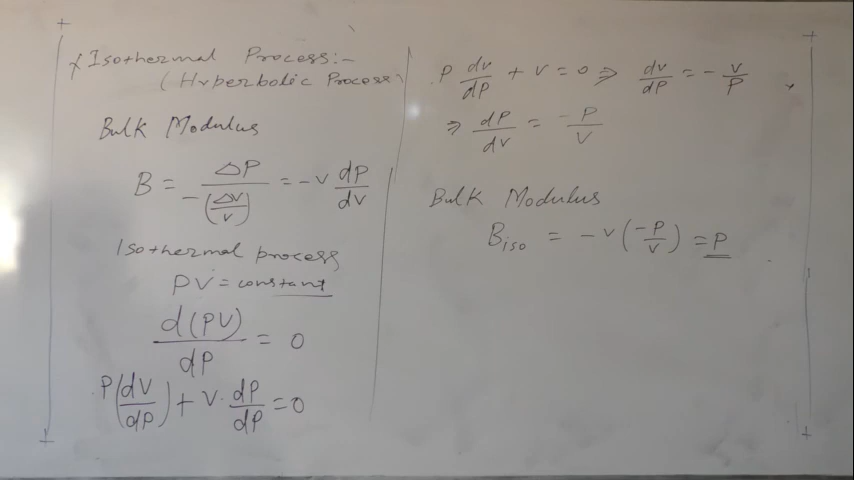 Isothermal Process:-
(Hyperbolic Process)
Bulk Modulus
B = ΔP / -(ΔV/V) = -V dP/dV
Isothermal process
PV = constant
d(PV)/dP = 0
P(dV/dP) + V. dP/dP = 0
P dV/dP + V = 0 ⇒ dV/dP = - V/P
⇒ dP/dV = -P/V
Bulk Modulus
Biso = -V(-P/V) = P